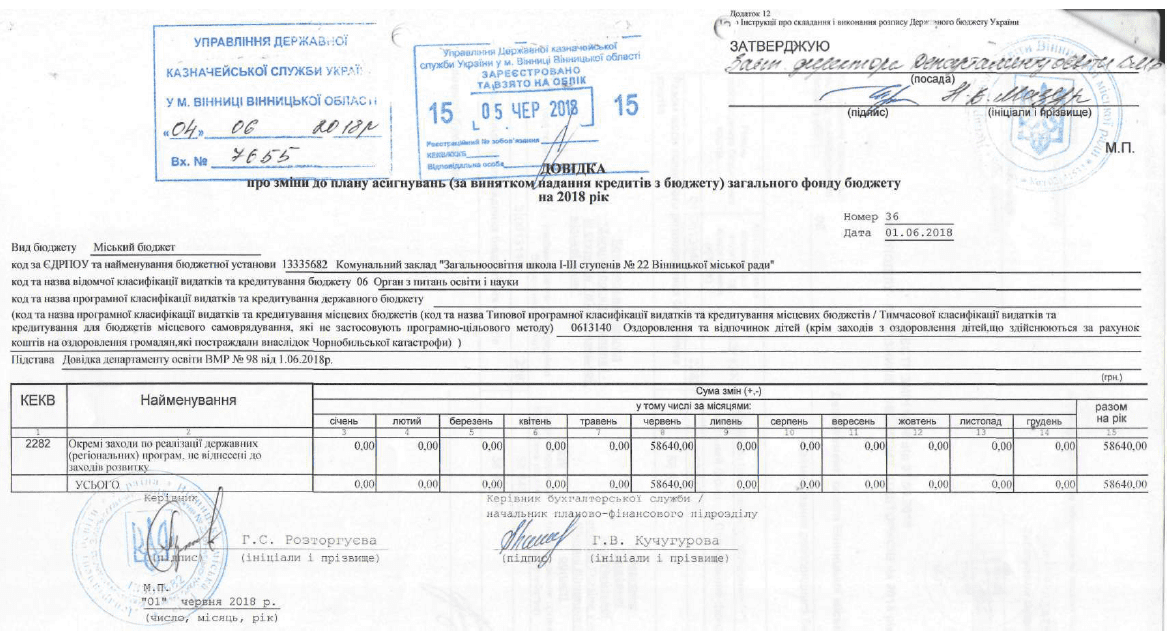 Додаток 12
Інструкції про складання і виконання розпису Державного бюджету України
ЗАТВЕРДЖУЮ
директора Департаменту освіти ВМР
(посада)
Н.В. Мазур
(підпис) (ініціали і прізвище)
М.П.
УПРАВЛІННЯ ДЕРЖАВНОЇ
КАЗНАЧЕЙСЬКОЇ СЛУЖБИ УКРАЇ
У М. ВІННИЦІ ВІННИЦЬКОЇ ОБЛАСТІ
«04» 06 2018р
Вх. № 7655
Управління Державної казначейської
служби України у м. Вінниці Вінницької області
ЗАРЕЄСТРОВАНО
ТА ВЗЯТО НА ОБЛІК
15 05 ЧЕР 2018 15
Реєстраційний № зобов'язання
Відповідальна особа
ДОВІДКА
про зміни до плану асигнувань (за винятком надання кредитів з бюджету) загального фонду бюджету
на 2018 рік
Номер 36
Дата 01.06.2018
Вид бюджету Міський бюджет
код за ЄДРПОУ та найменування бюджетної установи 13335682 Комунальний заклад "Загальноосвітня школа І-ІІІ ступенів № 22 Вінницької міської ради"
код та назва відомчої класифікації видатків та кредитування бюджету 06 Орган з питань освіти і науки
код та назва програмної класифікації видатків та кредитування державного бюджету
(код та назва програмної класифікації видатків та кредитування місцевих бюджетів (код та назва Типової програмної класифікації видатків та кредитування місцевих бюджетів / Тимчасової класифікації видатків та
кредитування для бюджетів місцевого самоврядування, які не застосовують програмно-цільового методу) 0613140 Оздоровлення та відпочинок дітей (крім заходів з оздоровлення дітей,що здійснюються за рахунок
коштів на оздоровлення громадян,які постраждали внаслідок Чорнобильської катастрофи) )
Підстава Довідка департаменту освіти ВМР № 98 від 1.06.2018р.
(грн.)
КЕКВ Найменування Сума змін (+,-)
у тому числі за місяцями: разом на рік
січень лютий березень квітень травень червень липень серпень вересень жовтень листопад грудень
1 2 3 4 5 6 7 8 9 10 11 12 13 14 15
2282 Окремі заходи по реалізації державних 0,00 0,00 0,00 0,00 0,00 58640,00 0,00 0,00 0,00 0,00 0,00 0,00 58640,00
(регіональних) програм, не віднесені до
заходів розвитку
УСЬОГО 0,00 0,00 0,00 0,00 0,00 58640,00 0,00 0,00 0,00 0,00 0,00 0,00 58640,00
Керівник Керівник бухгалтерської служби /
начальник планово-фінансового підрозділу
Г.С. Розторгуєва Г.В. Кучугурова
(підпис) (ініціали і прізвище) (підпис) (ініціали і прізвище)
М.П.
"01" червня 2018 р.
(число, місяць, рік)